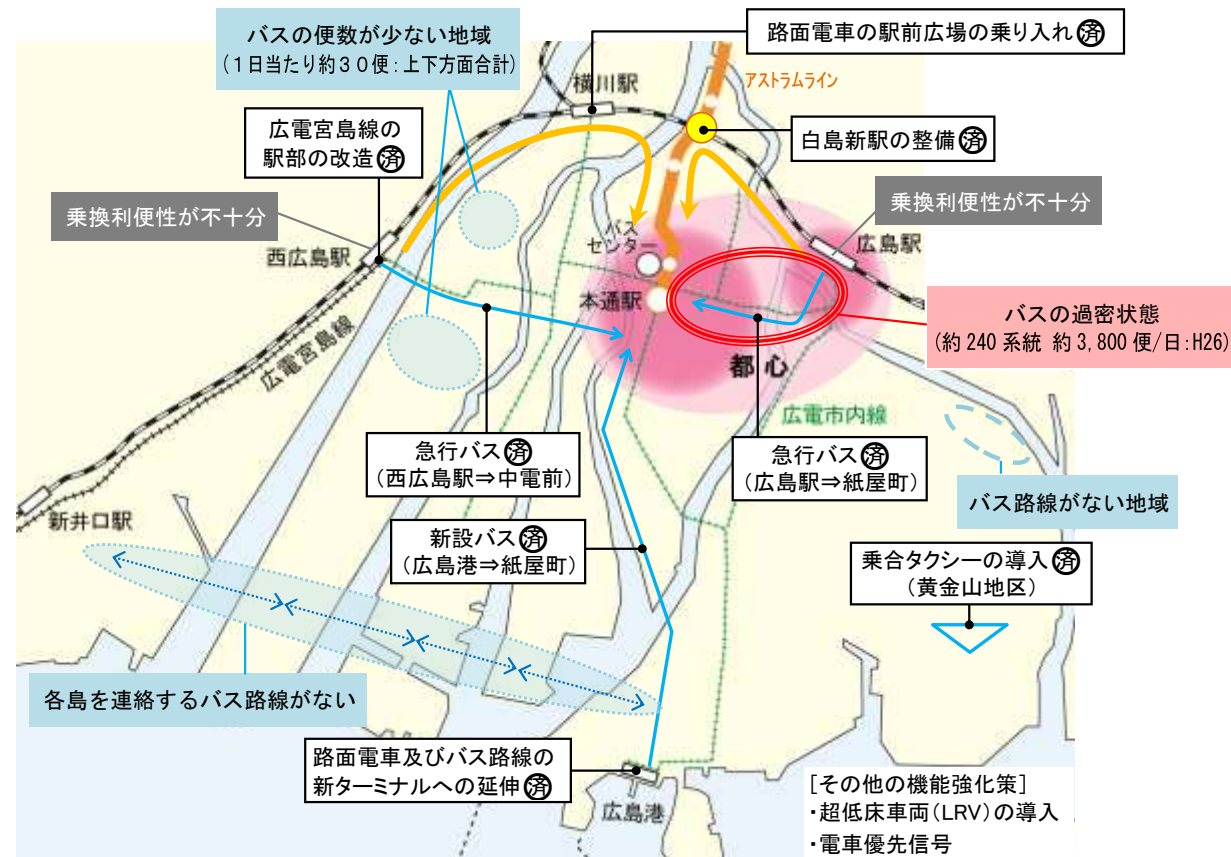 バスの便数が少ない地域
(1日当たり約30便:上下方面合計)
路面電車の駅前広場の乗り入れ㊡
横川駅
アストラムライン
広電宮島線の
駅部の改造済
白島新駅の整備済
乗換利便性が不十分
乗換利便性が不十分
バス
センター
広島駅
西広島駅
本通駅
バスの過密状態
(約240系統 約3,800便/日:H26)
都心
広電宮島線
広電市内線
急行バス済
(西広島駅⇒中電前)
急行バス済
(広島駅⇒紙屋町)
バス路線がない地域
新井口駅
新設バス済
(広島港⇒紙屋町)
乗合タクシーの導入済
(黄金山地区)
各島を連絡するバス路線がない
路面電車及びバス路線の
新ターミナルへの延伸済
広島港
[その他の機能強化策]
・超低床車両(LRV)の導入
・電車優先信号